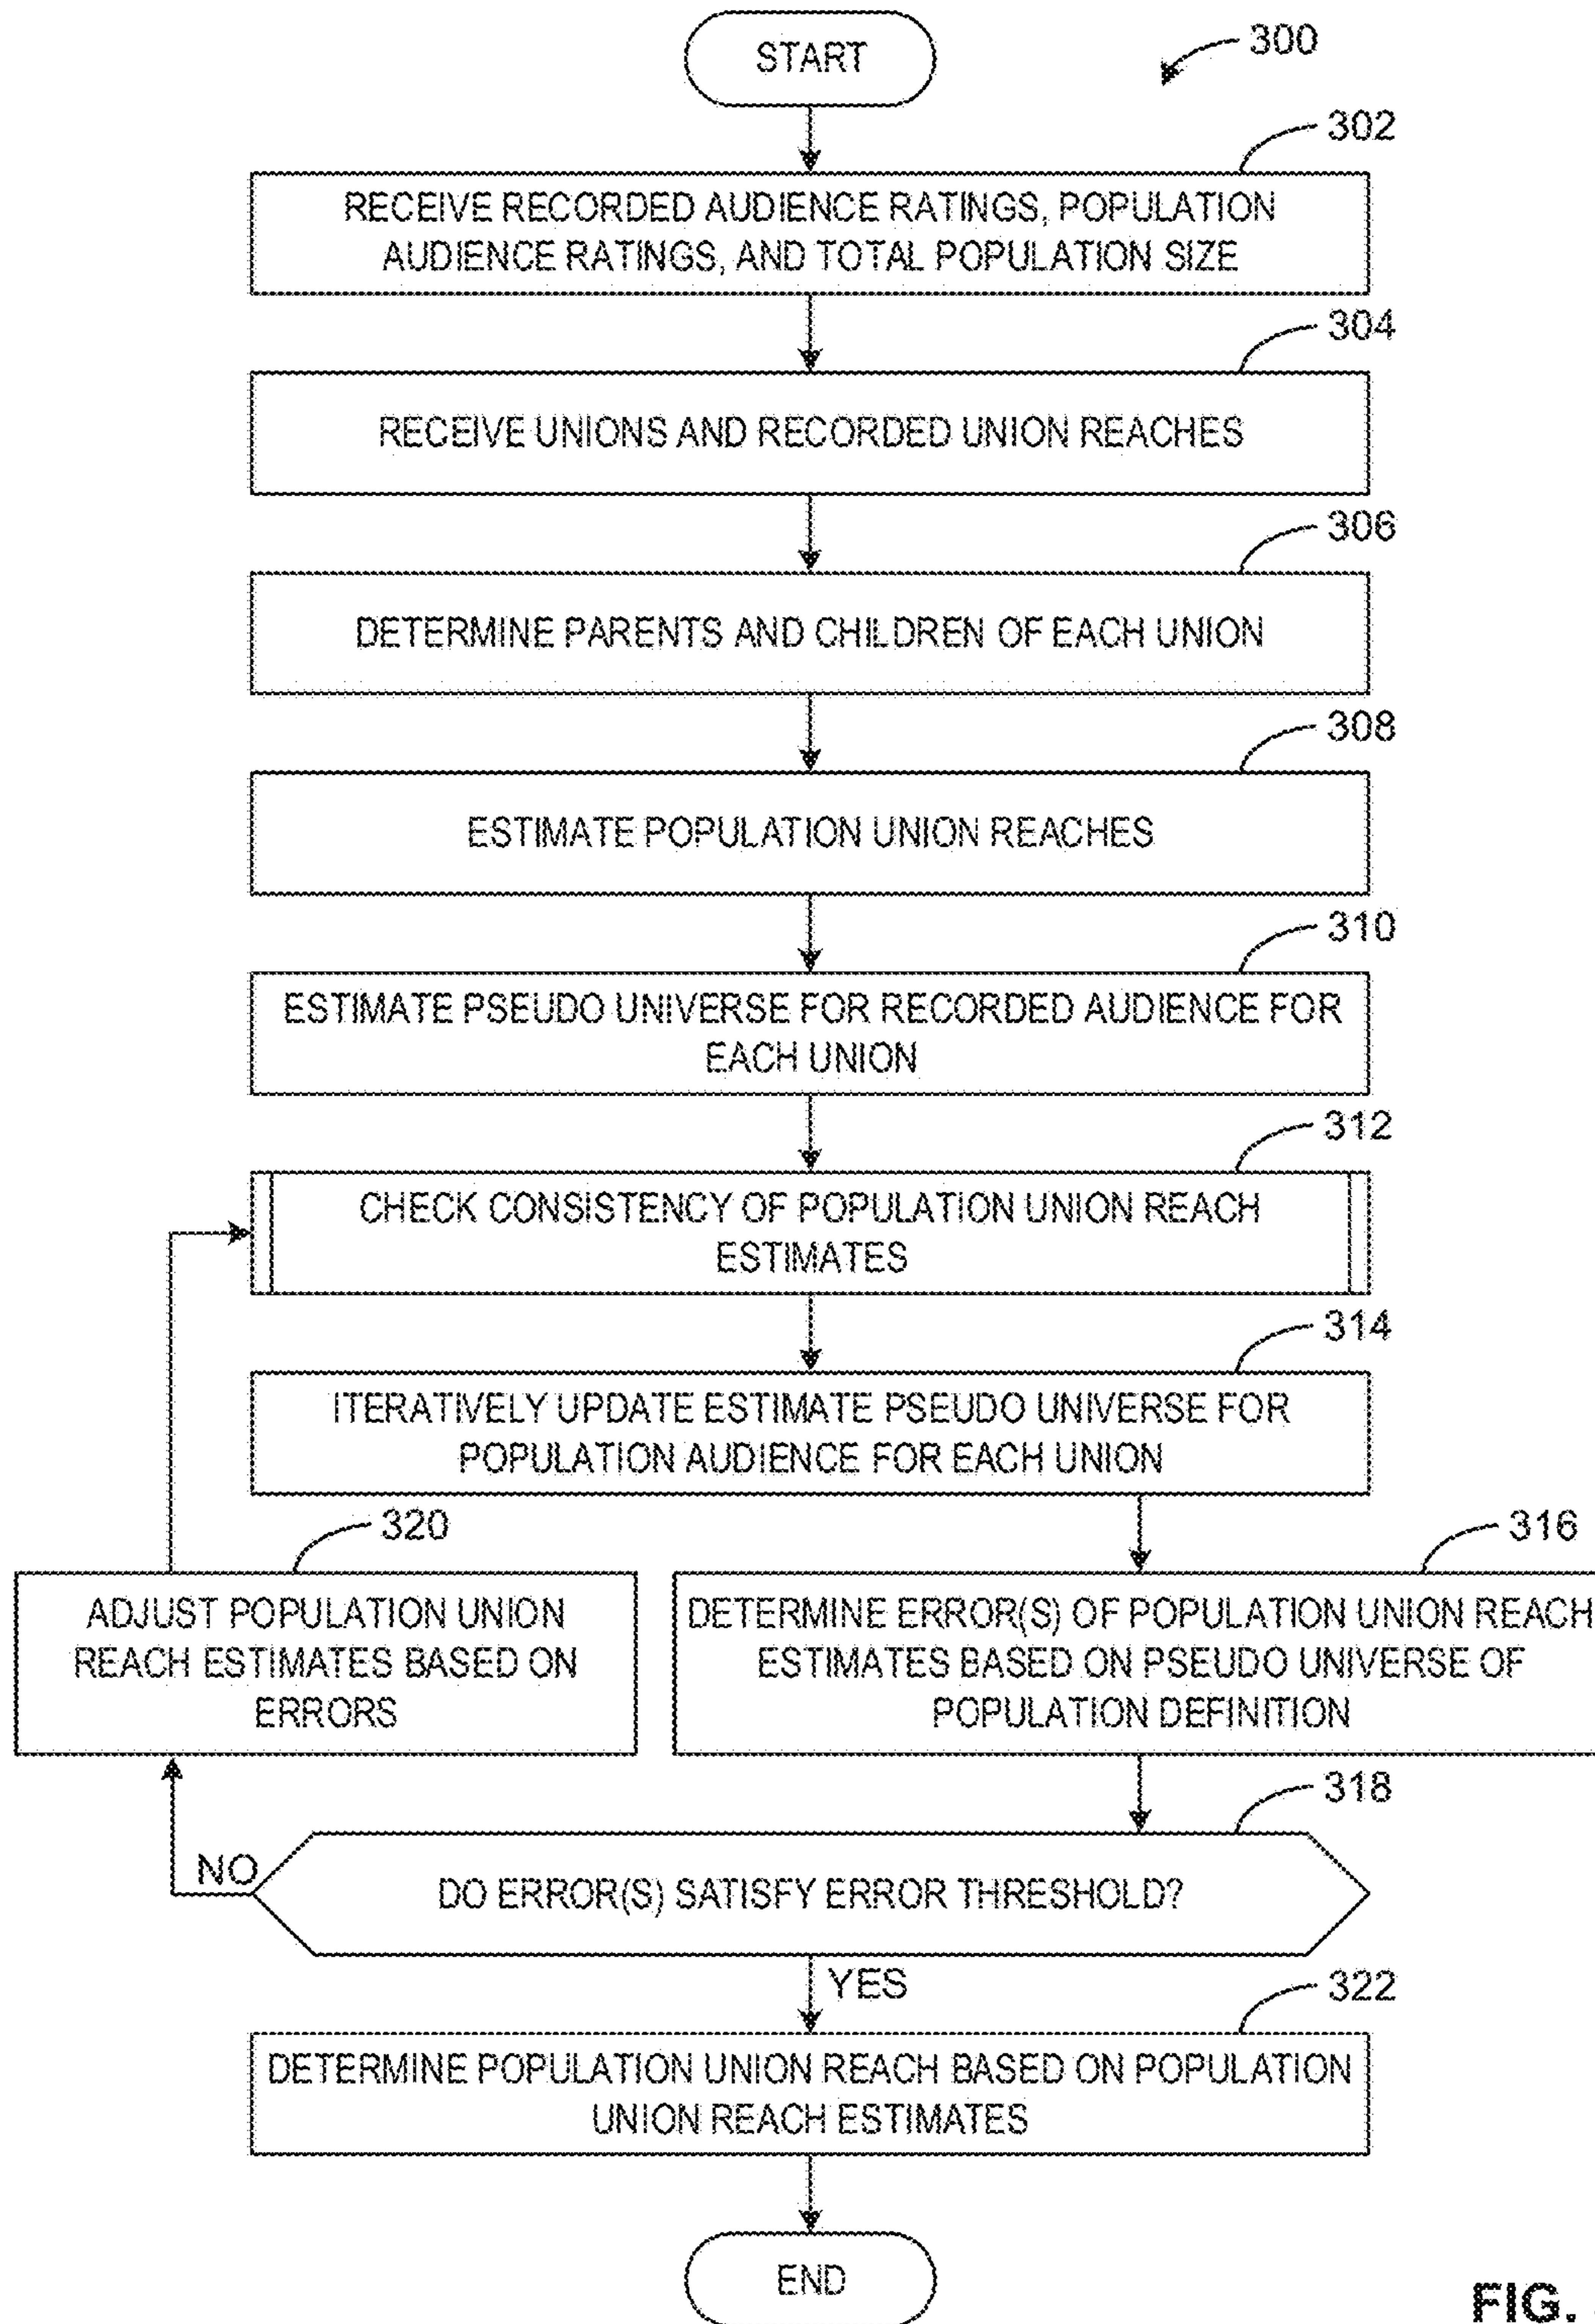 START
300
302
RECEIVE RECORDED AUDIENCE RATINGS, POPULATION
AUDIENCE RATINGS, AND TOTAL POPULATION SIZE
304
RECEIVE UNIONS AND RECORDED UNION REACHES
306
DETERMINE PARENTS AND CHILDREN OF EACH UNION
308
ESTIMATE POPULATION UNION REACHES
310
ESTIMATE PSEUDO UNIVERSE FOR RECORDED AUDIENCE FOR
EACH UNION
312
CHECK CONSISTENCY OF POPULATION UNION REACH
ESTIMATES
314
ITERATIVELY UPDATE ESTIMATE PSEUDO UNIVERSE FOR
POPULATION AUDIENCE FOR EACH UNION
320
ADJUST POPULATION UNION
REACH ESTIMATES BASED ON
ERRORS
316
DETERMINE ERROR(S) OF POPULATION UNION REACH
ESTIMATES BASED ON PSEUDO UNIVERSE OF
POPULATION DEFINITION
318
NO
DO ERROR(S) SATISFY ERROR THRESHOLD?
YES
322
DETERMINE POPULATION UNION REACH BASED ON POPULATION
UNION REACH ESTIMATES
END
FIG.